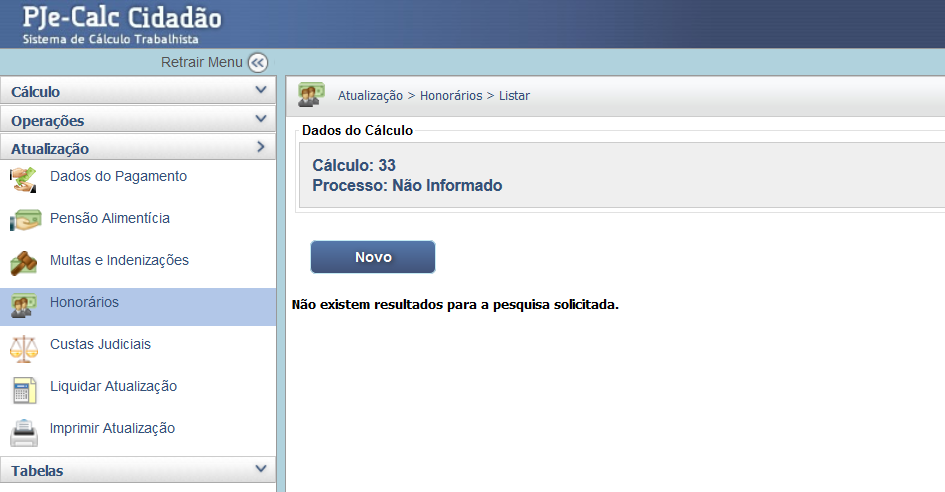 PJe-Calc Cidadão
Sistema de Cálculo Trabalhista
Retrair Menu
Cálculo
Operações
Atualização
Dados do Pagamento
Pensão Alimentícia
Multas e Indenizações
Honorários
Custas Judiciais
Liquidar Atualização
Imprimir Atualização
Tabelas
Atualização > Honorários > Listar
Dados do Cálculo
Cálculo: 33
Processo: Não Informado
Novo
Não existem resultados para a pesquisa solicitada.